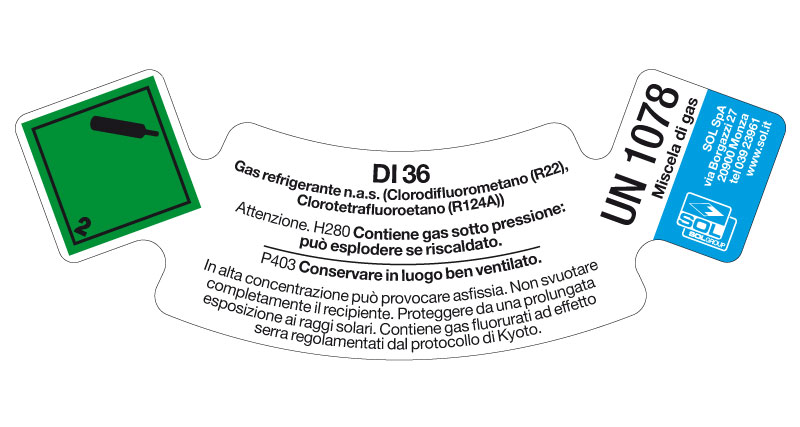 2
DI 36
Gas refrigerante n.a.s. (Clorodifluorometano (R22),
Clorotetrafluoroetano (R124A))
Attenzione. H280 Contiene gas sotto pressione:
può esplodere se riscaldato.
P403 Conservare in luogo ben ventilato.
In alta concentrazione può provocare asfissia. Non svuotare
completamente il recipiente. Proteggere da una prolungata
esposizione ai raggi solari. Contiene gas fluorurati ad effetto
serra regolamentati dal protocollo di Kyoto.
UN 1078
Miscela di gas
SOL SpA
via Borgazzi 27
20900 Monza
tel 039 23961
www.sol.it
SOL
SOLGROUP